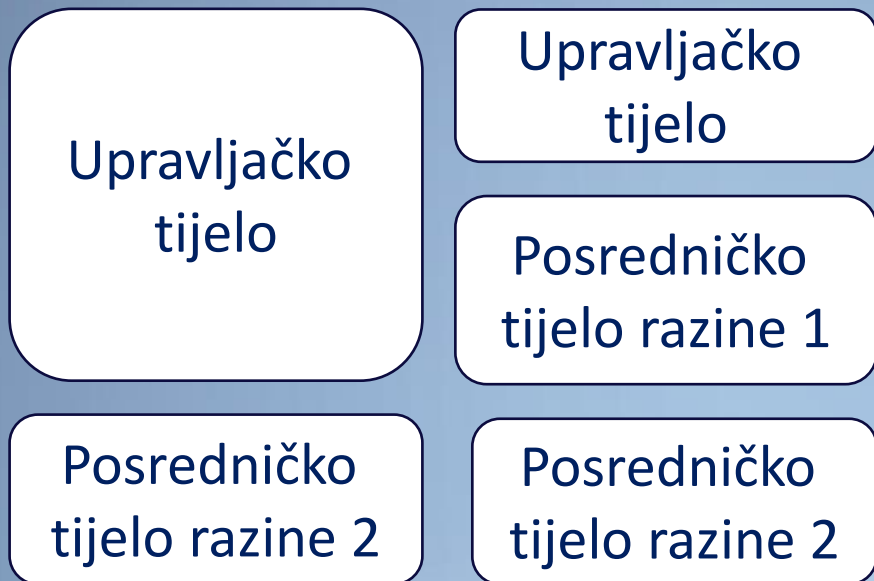 Upravljačko
tijelo
Upravljačko
tijelo
Posredničko
tijelo razine 1
Posredničko
tijelo razine 2
Posredničko
tijelo razine 2